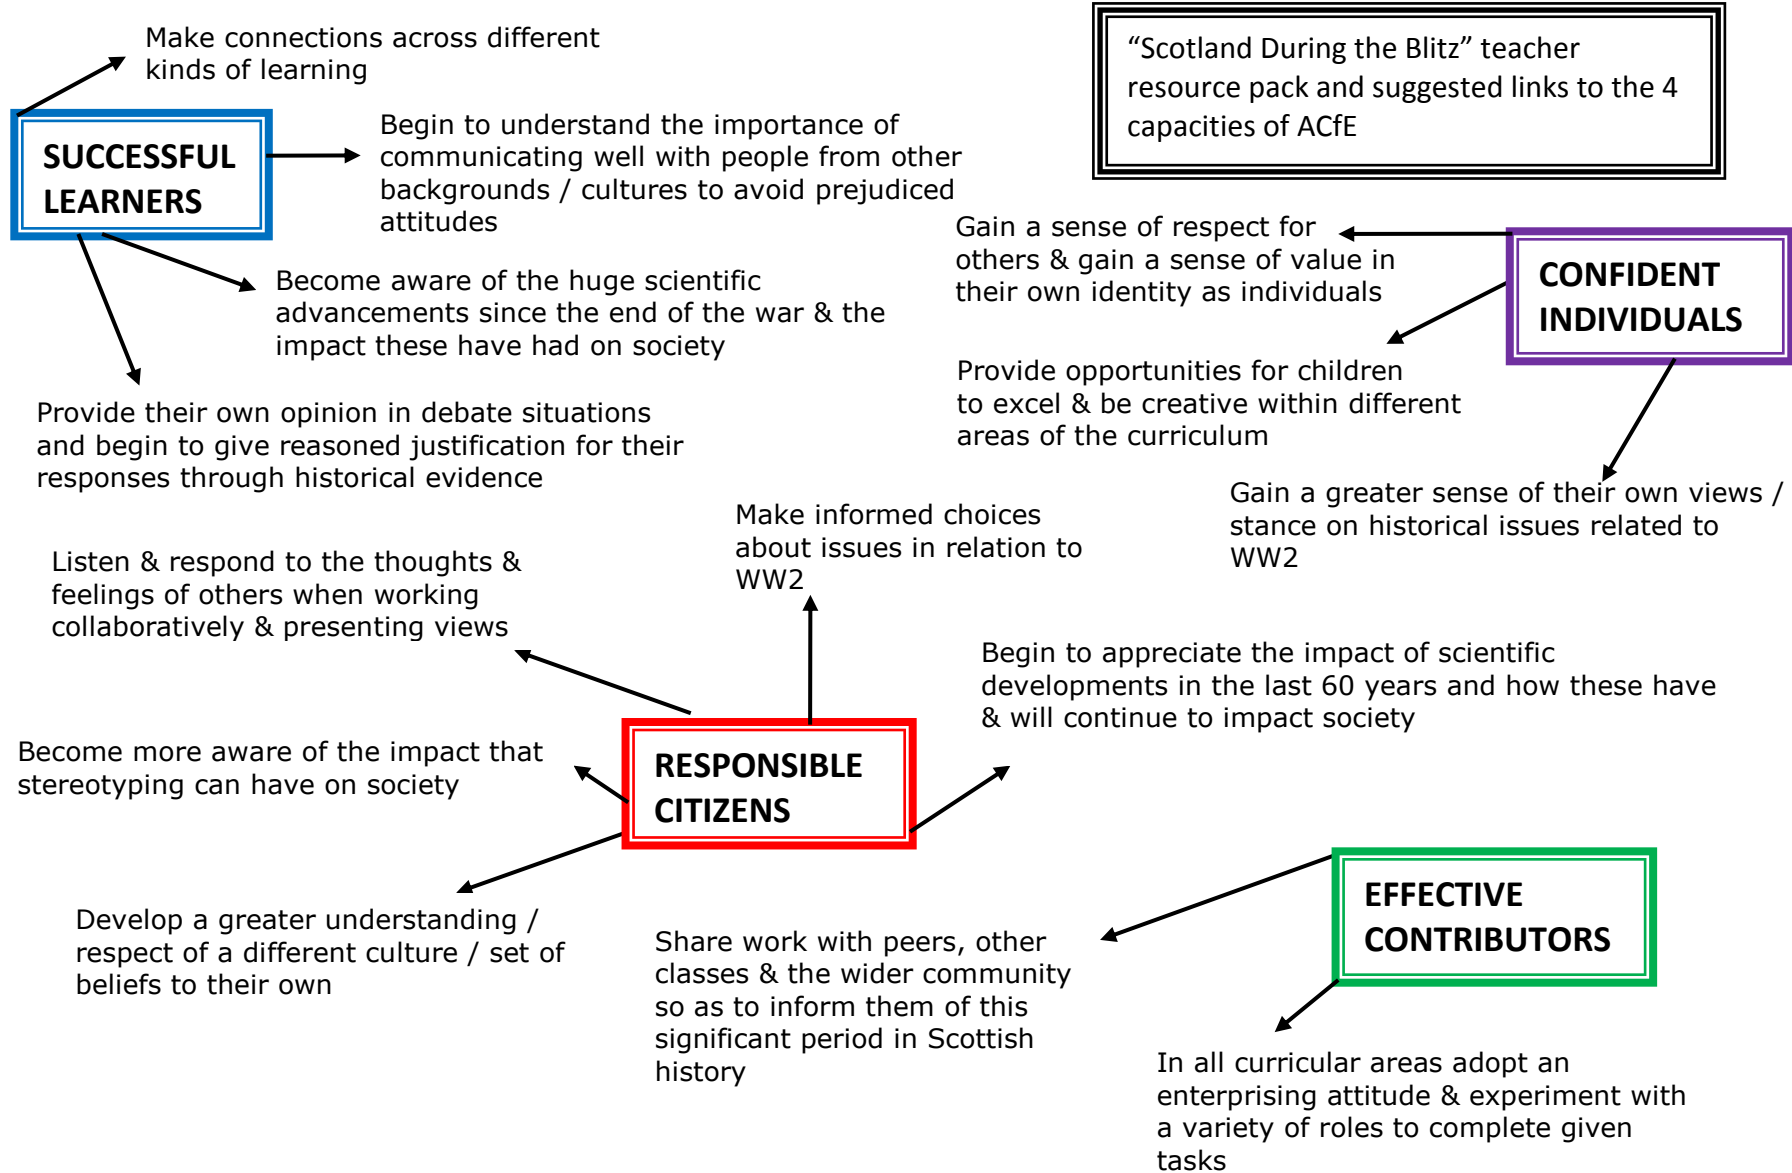 Make connections across different
kinds of learning
“Scotland During the Blitz” teacher
resource pack and suggested links to the 4
capacities of ACfE
SUCCESSFUL
LEARNERS
Begin to understand the importance of
communicating well with people from other
backgrounds / cultures to avoid prejudiced
attitudes
Become aware of the huge scientific
advancements since the end of the war & the
impact these have had on society
Provide their own opinion in debate situations
and begin to give reasoned justification for their
responses through historical evidence
CONFIDENT
INDIVIDUALS
Gain a sense of respect for
others & gain a sense of value in
their own identity as individuals
Provide opportunities for children
to excel & be creative within different
areas of the curriculum
Gain a greater sense of their own views /
stance on historical issues related to
WW2
Listen & respond to the thoughts &
feelings of others when working
collaboratively & presenting views
Make informed choices
about issues in relation to
WW2
Begin to appreciate the impact of scientific
developments in the last 60 years and how these have
& will continue to impact society
Become more aware of the impact that
stereotyping can have on society
RESPONSIBLE
CITIZENS
Develop a greater understanding /
respect of a different culture / set of
beliefs to their own
EFFECTIVE
CONTRIBUTORS
Share work with peers, other
classes & the wider community
so as to inform them of this
significant period in Scottish
history
In all curricular areas adopt an
enterprising attitude & experiment with
a variety of roles to complete given
tasks